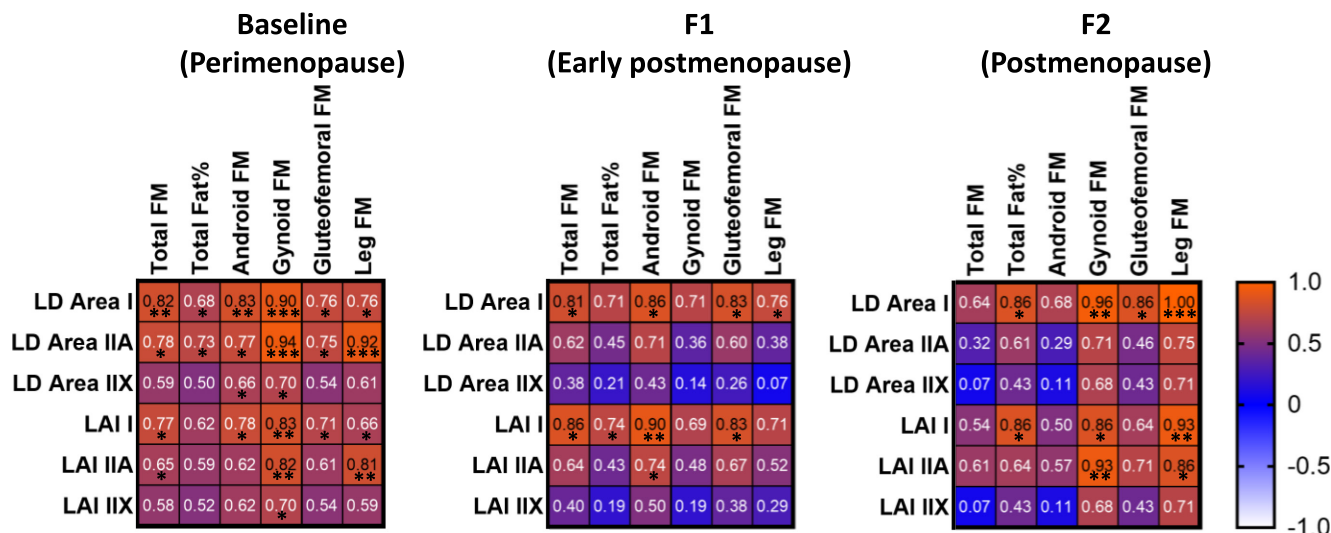 Baseline
(Perimenopause)
Total FM
Total Fat%
Android FM
Gynoid FM
Gluteofemoral FM
Leg FM
LD Area I 0.82 ** 0.68 * 0.83 ** 0.90 *** 0.76 * 0.76 *
LD Area IIA 0.78 * 0.73 * 0.77 * 0.94 *** 0.75 * 0.92 ***
LD Area IIX 0.59 0.50 0.66 * 0.70 * 0.54 0.61
LAI I 0.77 * 0.62 0.78 * 0.83 ** 0.71 * 0.66 *
LAI IIA 0.65 * 0.59 0.62 0.82 ** 0.61 0.81 **
LAI IIX 0.58 0.52 0.62 0.70 * 0.54 0.59
F1
(Early postmenopause)
Total FM
Total Fat%
Android FM
Gynoid FM
Gluteofemoral FM
Leg FM
LD Area I 0.81 * 0.71 0.86 * 0.71 0.83 * 0.76 *
LD Area IIA 0.62 0.45 0.71 0.36 0.60 0.38
LD Area IIX 0.38 0.21 0.43 0.14 0.26 0.07
LAI I 0.86 * 0.74 * 0.90 ** 0.69 0.83 * 0.71
LAI IIA 0.64 0.43 0.74 * 0.48 0.67 0.52
LAI IIX 0.40 0.19 0.50 0.19 0.38 0.29
F2
(Postmenopause)
Total FM
Total Fat%
Android FM
Gynoid FM
Gluteofemoral FM
Leg FM
LD Area I 0.64 0.86 * 0.68 0.96 ** 0.86 * 1.00 ***
LD Area IIA 0.32 0.61 0.29 0.71 0.46 0.75
LD Area IIX 0.07 0.43 0.11 0.68 0.43 0.71
LAI I 0.54 0.86 * 0.50 0.86 * 0.64 0.93 **
LAI IIA 0.61 0.64 0.57 0.93 ** 0.71 0.86 *
LAI IIX 0.07 0.43 0.11 0.68 0.43 0.71
1.0
0.5
0
-0.5
-1.0